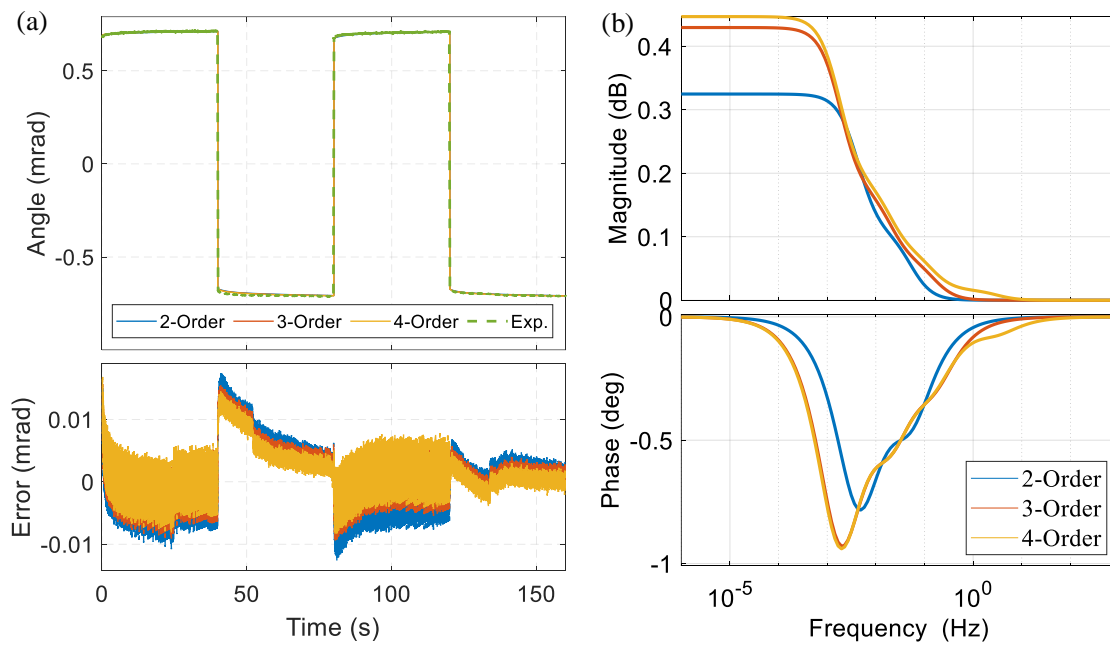 (a)
0.5
0
-0.5
Angle (mrad)
2-Order 3-Order 4-Order Exp.
0.01
0
-0.01
Error (mrad)
0 50 100 150
Time (s)
(b)
0.4
0.3
0.2
0.1
0
Magnitude (dB)
0
-0.5
-1
Phase (deg)
2-Order
3-Order
4-Order
10^-5 10^0
Frequency (Hz)